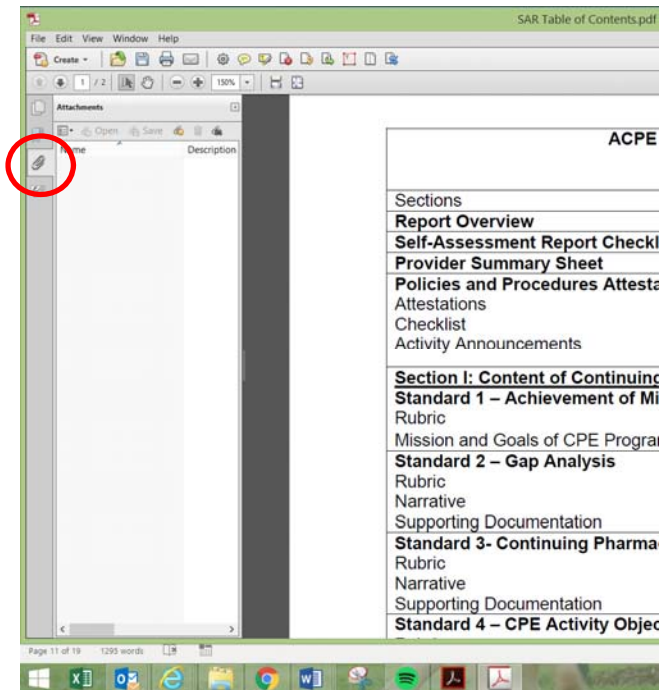 SAR Table of Contents.pdf
File Edit View Window Help
Create
1 / 2 150%
Attachments
Open Save
Name Description
ACPE
Sections
Report Overview
Self-Assessment Report Checkl
Provider Summary Sheet
Policies and Procedures Attesta
Attestations
Checklist
Activity Announcements
Section I: Content of Continuing
Standard 1 – Achievement of Mi
Rubric
Mission and Goals of CPE Program
Standard 2 – Gap Analysis
Rubric
Narrative
Supporting Documentation
Standard 3- Continuing Pharmac
Rubric
Narrative
Supporting Documentation
Standard 4 – CPE Activity Objec
Page 11 of 19 1295 words